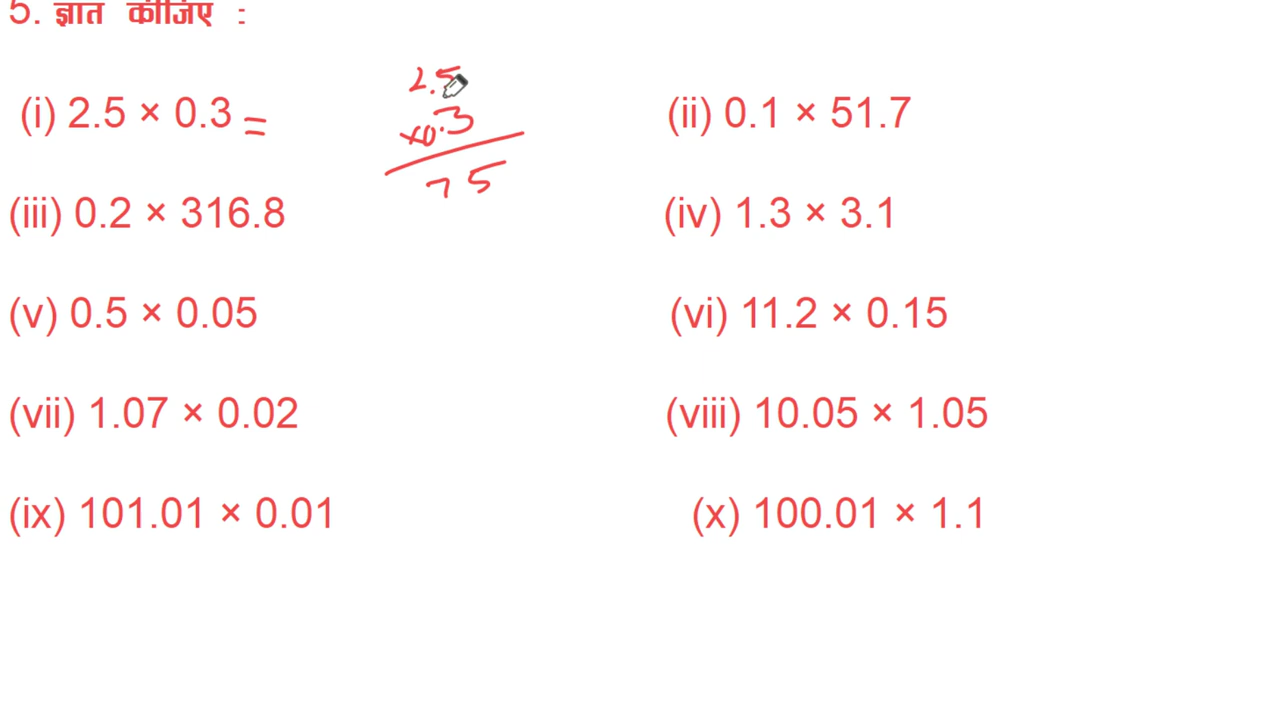 5. ज्ञात कीजिए :
(i) 2.5 × 0.3 =
2.5
×0.3
75
(ii) 0.1 × 51.7
(iii) 0.2 × 316.8
(iv) 1.3 × 3.1
(v) 0.5 × 0.05
(vi) 11.2 × 0.15
(vii) 1.07 × 0.02
(viii) 10.05 × 1.05
(ix) 101.01 × 0.01
(x) 100.01 × 1.1